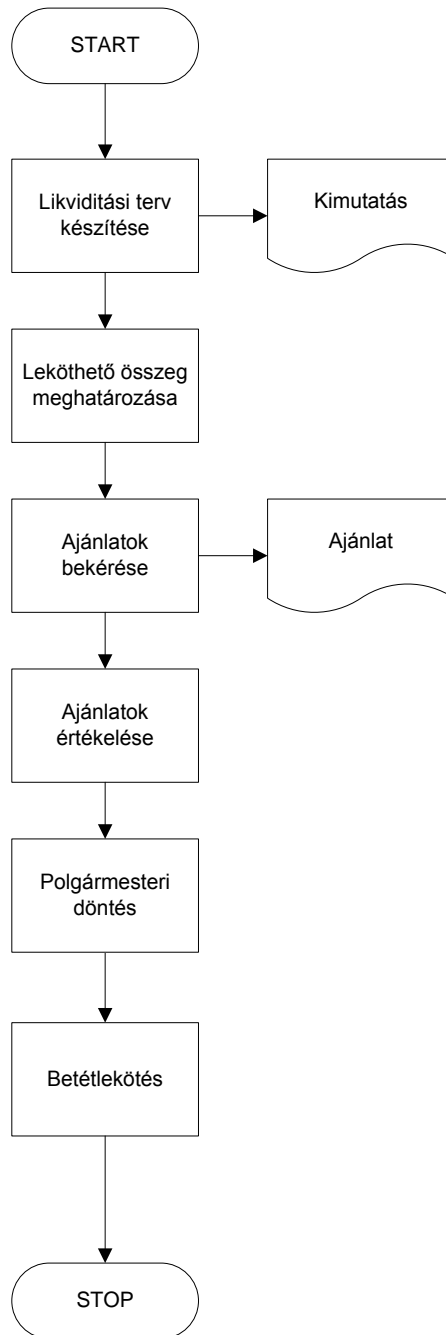 START
Likviditási terv
készítése
Kimutatás
Leköthető összeg
meghatározása
Ajánlatok
bekérése
Ajánlat
Ajánlatok
értékelése
Polgármesteri
döntés
Betétlekötés
STOP